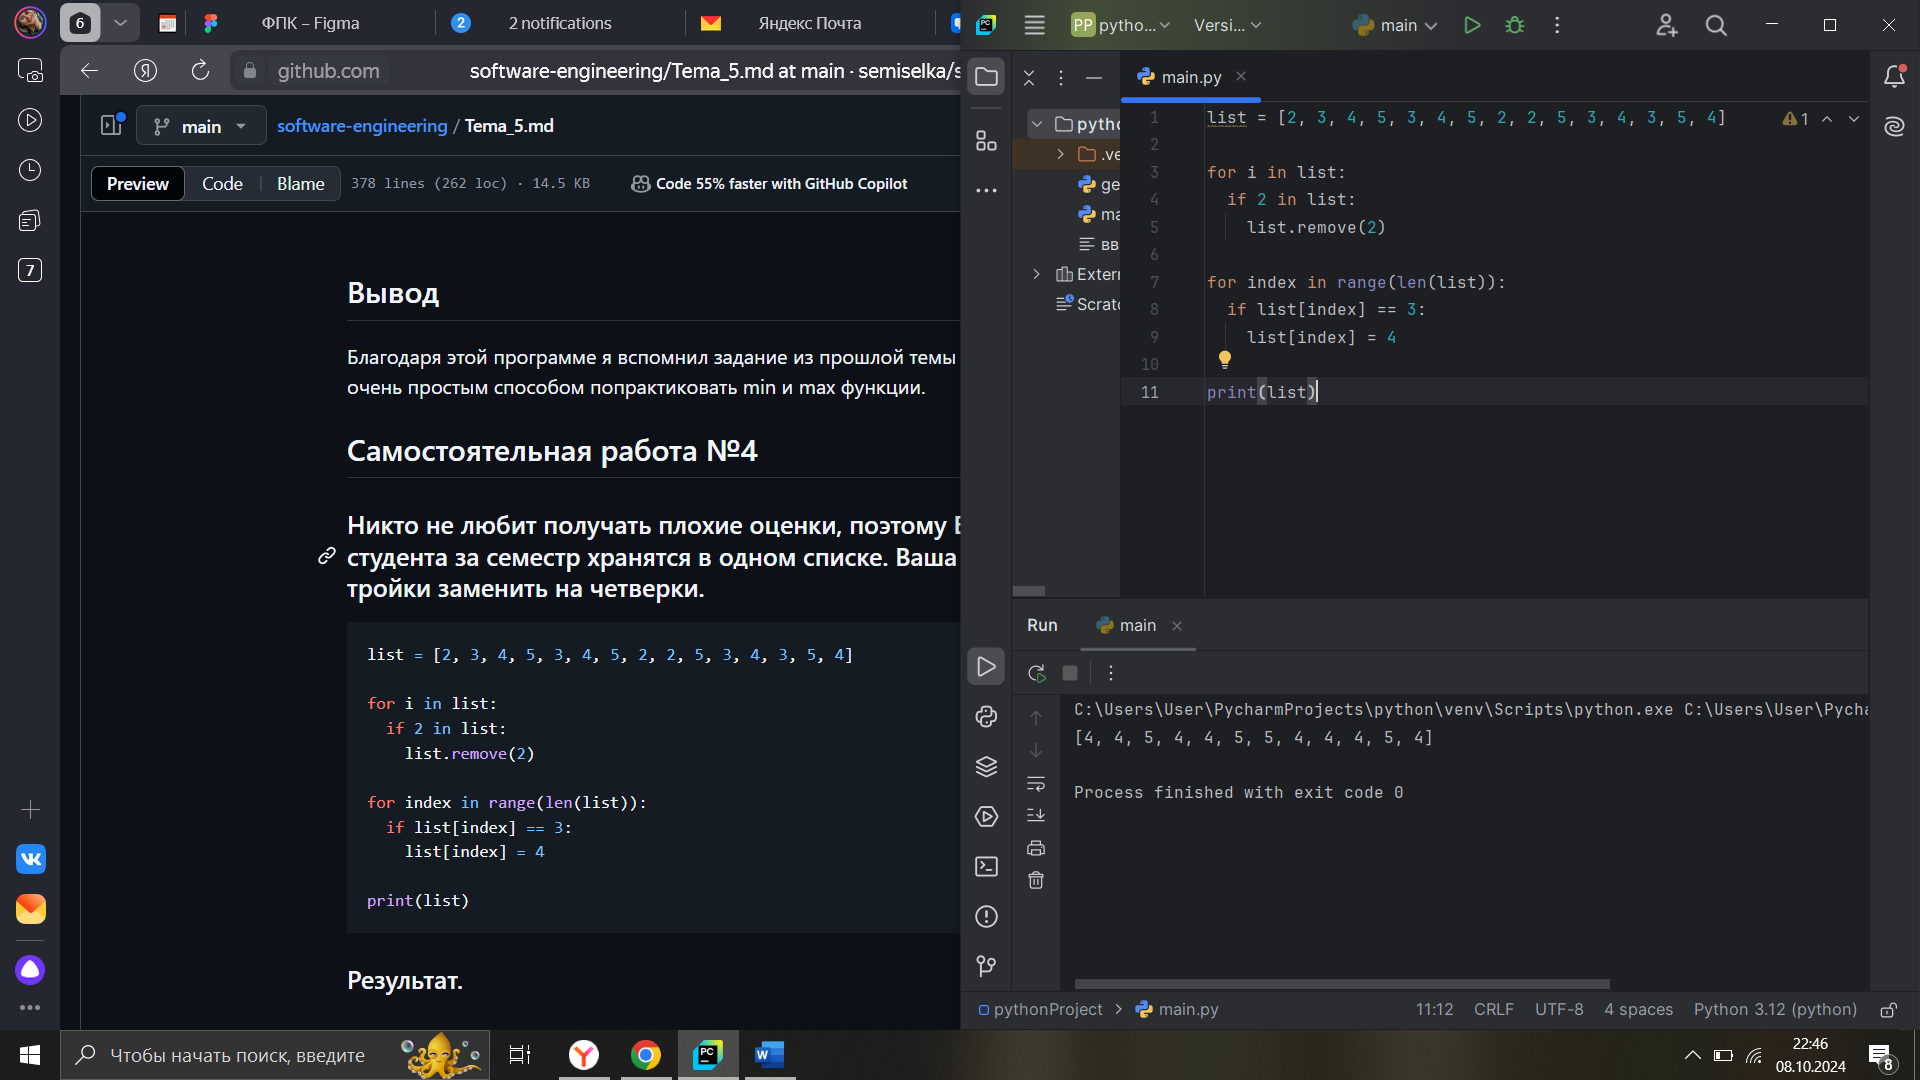 6
ФПК – Figma
2
2 notifications
Яндекс Почта
github.com
software-engineering/Tema_5.md at main · semiselka/s
7
main
software-engineering / Tema_5.md
Preview
Code
Blame
378 lines (262 loc) · 14.5 KB
Code 55% faster with GitHub Copilot
Вывод
Благодаря этой программе я вспомнил задание из прошлой темы
очень простым способом попрактиковать min и max функции.
Самостоятельная работа №4
Никто не любит получать плохие оценки, поэтому
студента за семестр хранятся в одном списке. Ваша
тройки заменить на четверки.
list = [2, 3, 4, 5, 3, 4, 5, 2, 2, 5, 3, 4, 3, 5, 4]
for i in list:
if 2 in list:
list.remove(2)
for index in range(len(list)):
if list[index] == 3:
list[index] = 4
print(list)
Результат.
PC
PP
pytho...
Versi...
main
main.py
pytho
.ve
ge
ma
вв
Extern
Scratc
1
list = [2, 3, 4, 5, 3, 4, 5, 2, 2, 5, 3, 4, 3, 5, 4]
1
2
3
for i in list:
4
if 2 in list:
5
list.remove(2)
6
7
for index in range(len(list)):
8
if list[index] == 3:
9
list[index] = 4
10
11
print(list)
Run
main
C:\Users\User\PycharmProjects\python\venv\Scripts\python.exe C:\Users\User\Pycha
[4, 4, 5, 4, 4, 5, 5, 4, 4, 4, 5, 4]
Process finished with exit code 0
pythonProject
main.py
11:12
CRLF
UTF-8
4 spaces
Python 3.12 (python)
Чтобы начать поиск, введите
22:46
08.10.2024
8